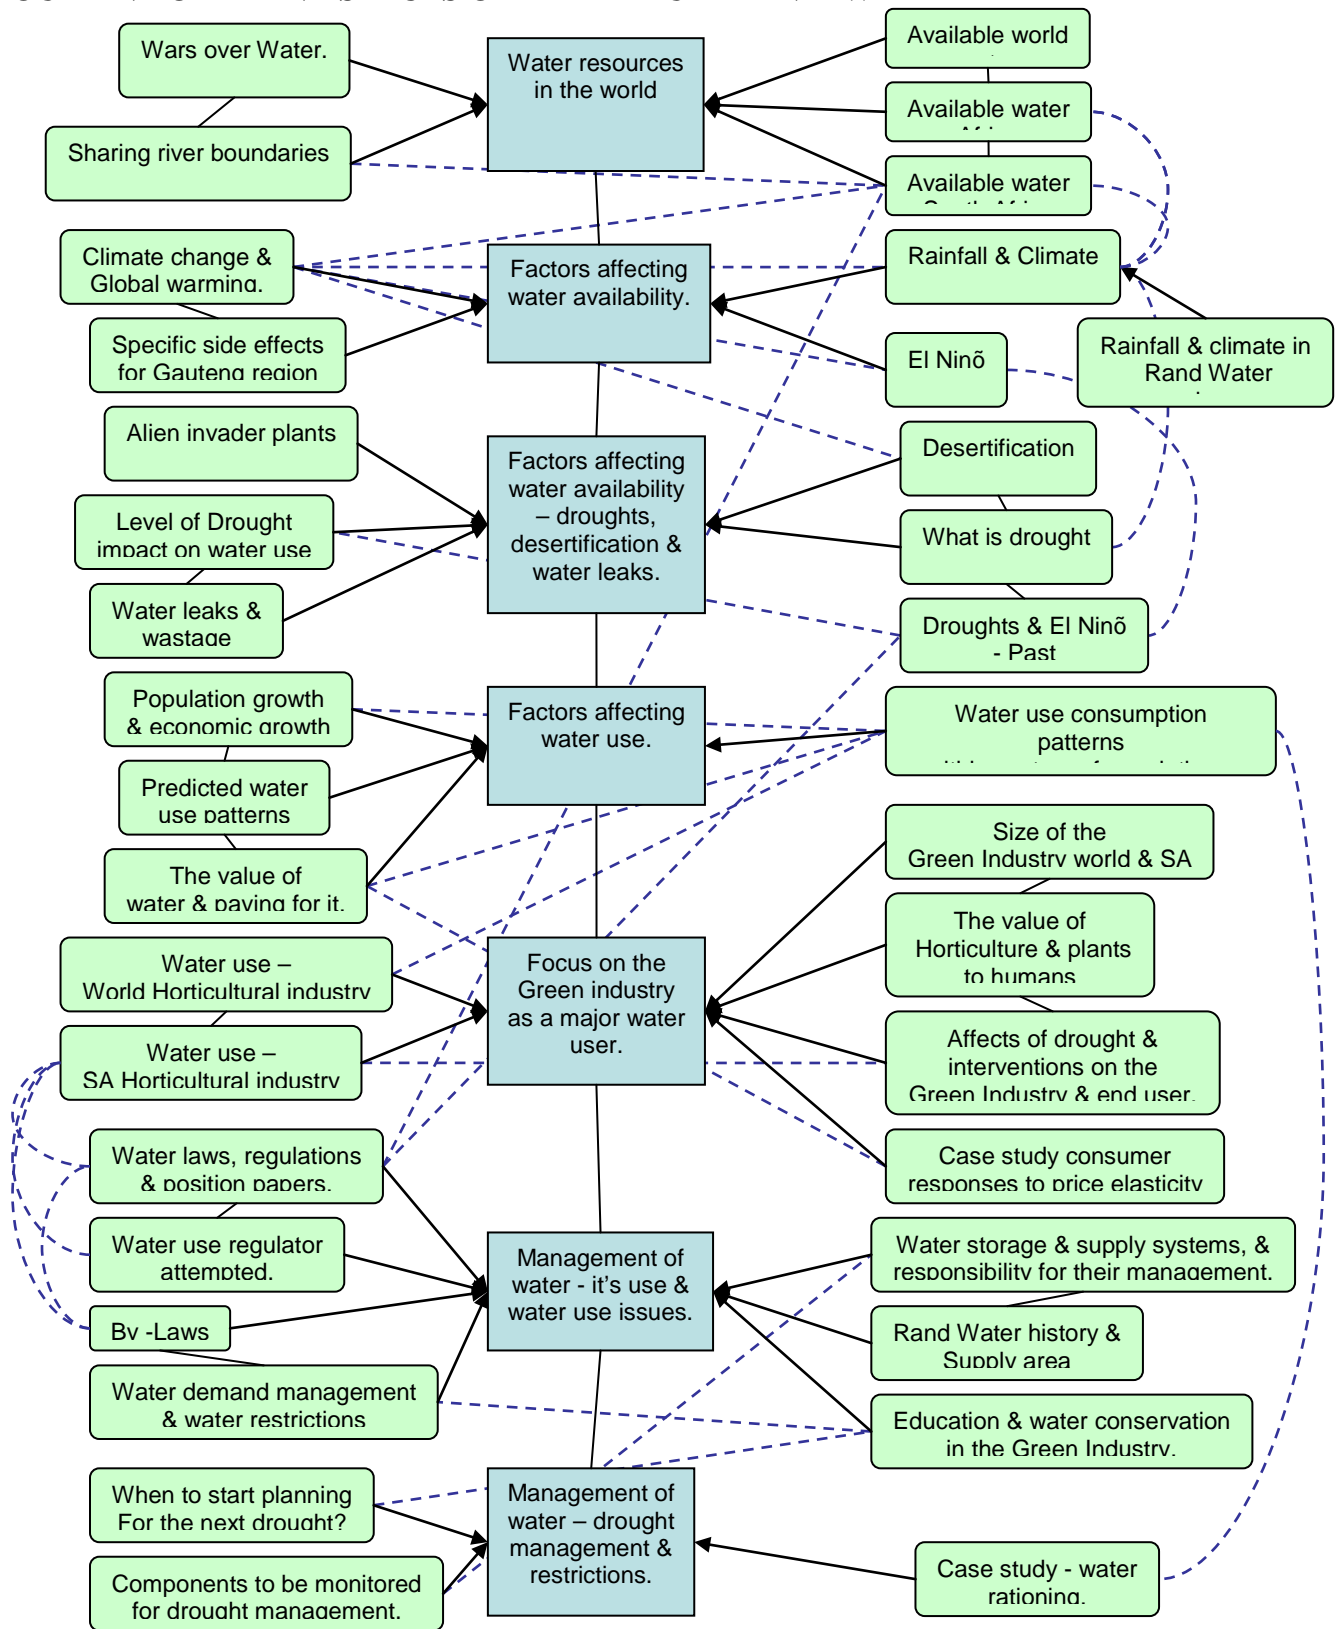 Wars over Water.
Sharing river boundaries
Water resources
in the world
Available world
Available water
Available water
South Africa
Climate change &
Global warming.
Specific side effects
for Gauteng region
Factors affecting
water availability.
Rainfall & Climate
El Ninõ
Rainfall & climate in
Rand Water
Alien invader plants
Level of Drought
impact on water use
Water leaks &
wastage
Factors affecting
water availability
– droughts,
desertification &
water leaks.
Desertification
What is drought
Droughts & El Ninõ
- Past
Population growth
& economic growth
Predicted water
use patterns
The value of
water & paying for it.
Factors affecting
water use.
Water use consumption
patterns
Water use –
World Horticultural industry
Water use –
SA Horticultural industry
Focus on the
Green industry
as a major water
user.
Size of the
Green Industry world & SA
The value of
Horticulture & plants
to humans
Affects of drought &
interventions on the
Green Industry & end user.
Case study consumer
responses to price elasticity
Water laws, regulations
& position papers.
Water use regulator
attempted.
By -Laws
Water demand management
& water restrictions
Management of
water - it's use &
water use issues.
Water storage & supply systems, &
responsibility for their management.
Rand Water history &
Supply area
Education & water conservation
in the Green Industry.
When to start planning
For the next drought?
Components to be monitored
for drought management.
Management of
water – drought
management &
restrictions.
Case study - water
rationing.